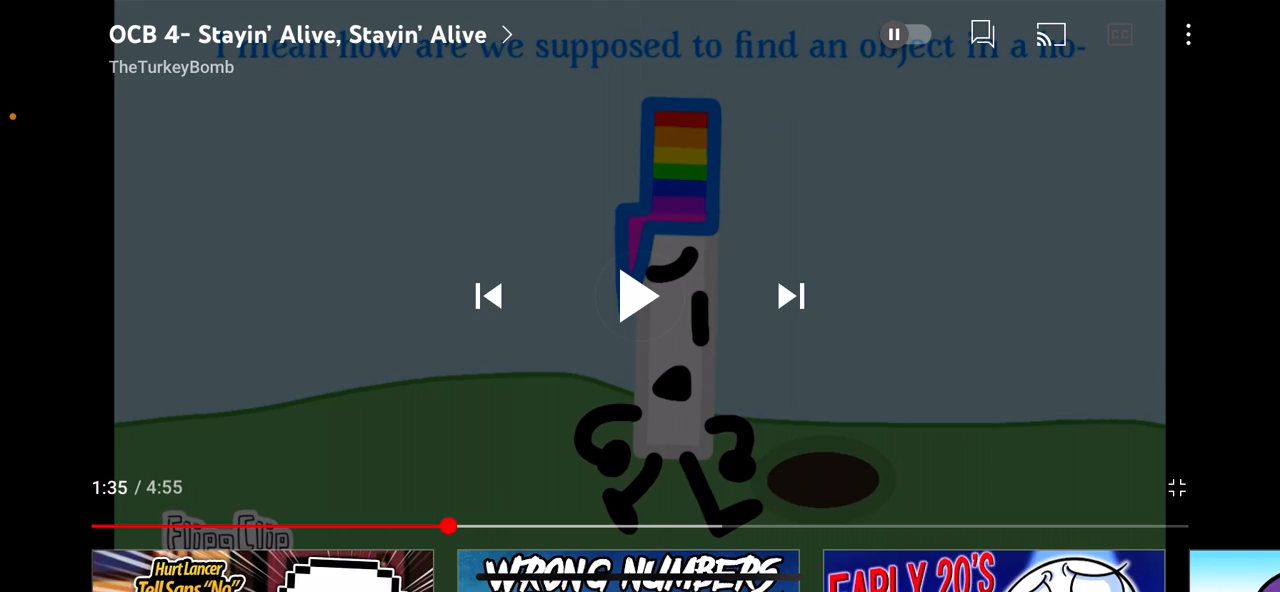 OCB 4- Stayin' Alive, Stayin' Alive
I mean how are we supposed to find an object in a no-
TheTurkeyBomb
CC
1:35 / 4:55
FlipaClip
Hurt Lancer,
Tell Sans "No"
WRONG NUMBERS
EARLY 20'S